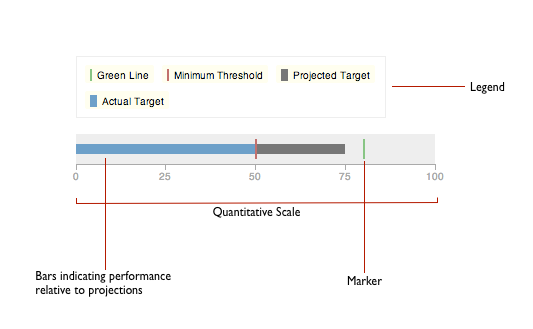 Green Line Minimum Threshold Projected Target
Actual Target
Legend
0 25 50 75 100
Quantitative Scale
Bars indicating performance
relative to projections
Marker